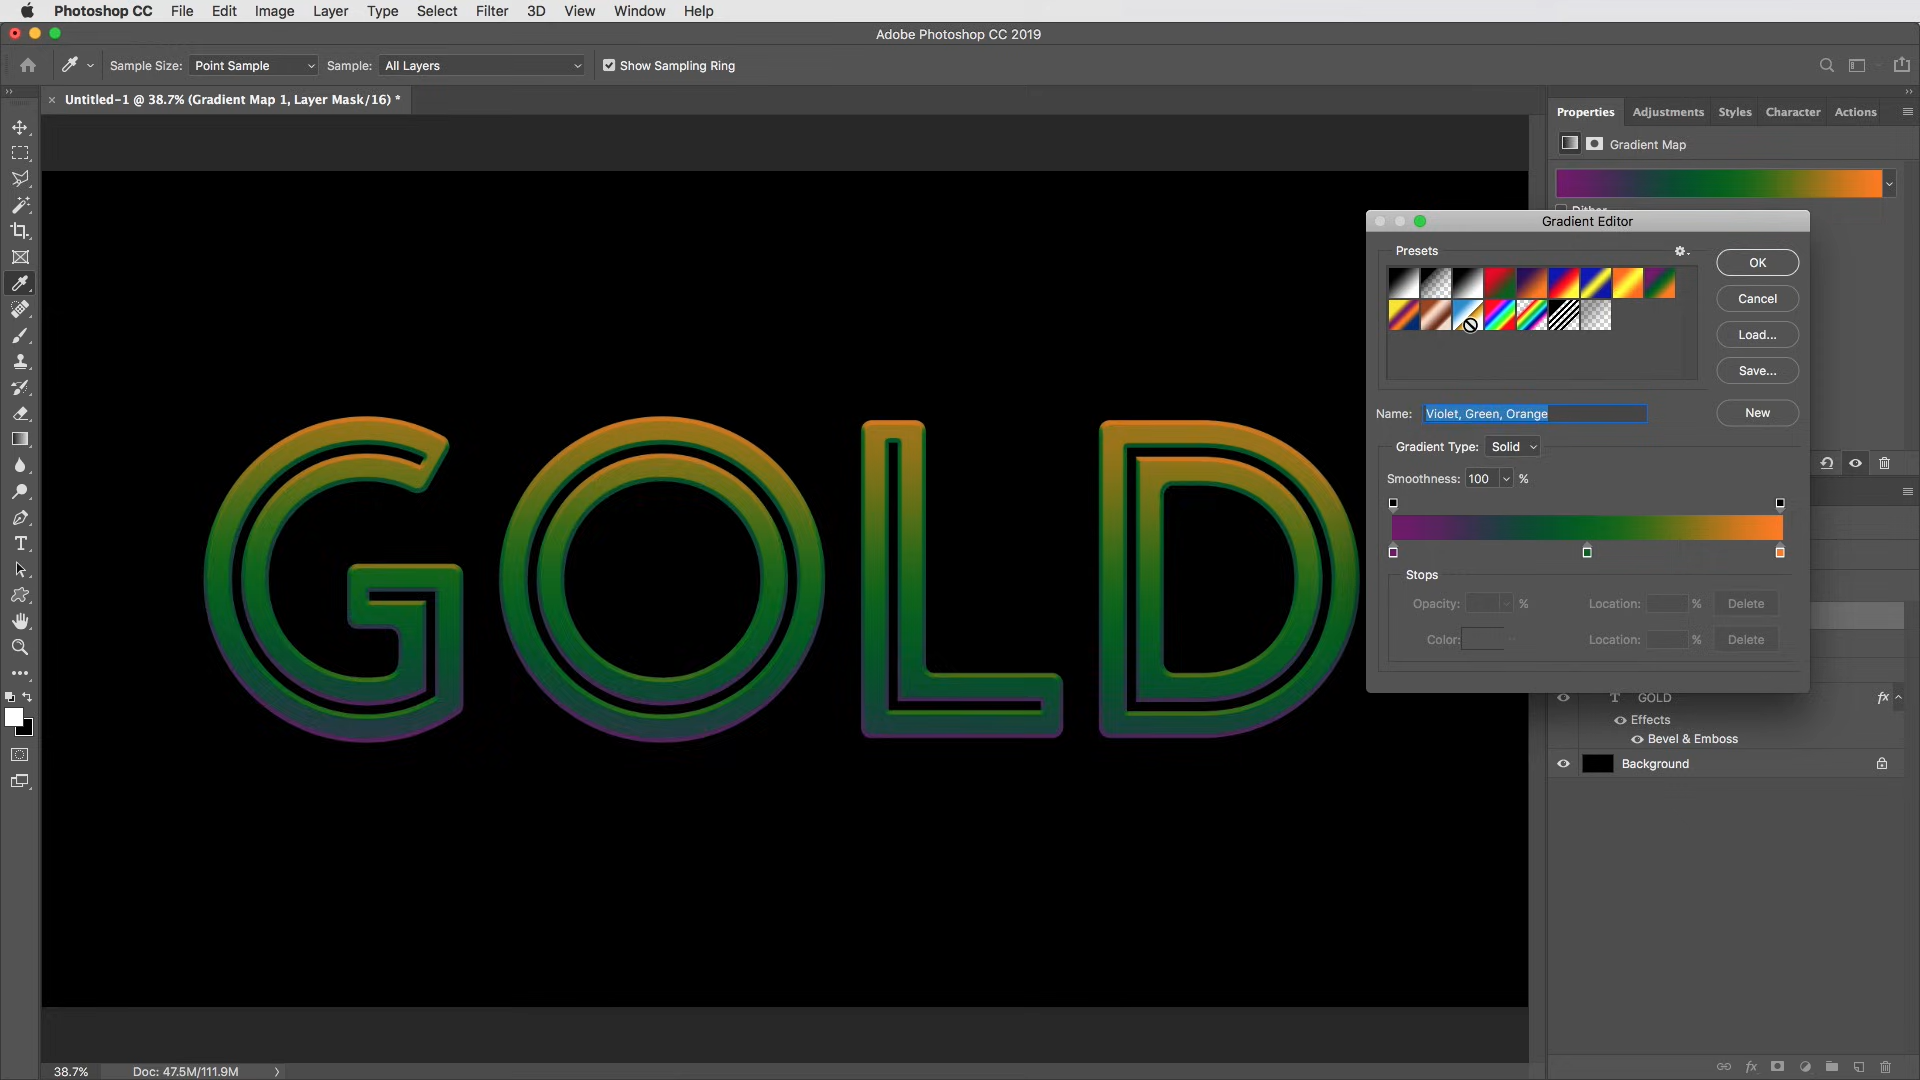 Photoshop CC File Edit Image Layer Type Select Filter 3D View Window Help
Adobe Photoshop CC 2019
Sample Size: Point Sample Sample: All Layers Show Sampling Ring
Untitled-1 @ 38.7% (Gradient Map 1, Layer Mask/16) *
Properties Adjustments Styles Character Actions
Gradient Map
Dither
Gradient Editor
Presets
OK
Cancel
Load...
Save...
Name: Violet, Green, Orange
New
Gradient Type: Solid
Smoothness: 100 %
Stops
Opacity: % Location: % Delete
Color: Location: % Delete
GOLD
T GOLD fx
Effects
Bevel & Emboss
Background
38.7% Doc: 47.5M/111.9M
fx